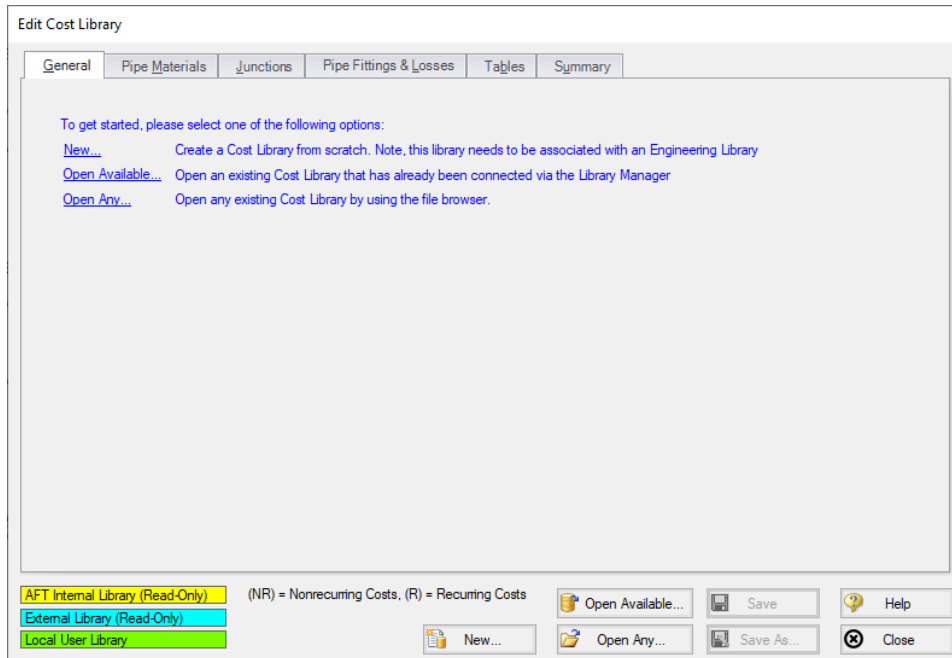 Edit Cost Library
General Pipe Materials Junctions Pipe Fittings & Losses Tables Summary
To get started, please select one of the following options:
New... Create a Cost Library from scratch. Note, this library needs to be associated with an Engineering Library
Open Available... Open an existing Cost Library that has already been connected via the Library Manager
Open Any... Open any existing Cost Library by using the file browser.
AFT Internal Library (Read-Only) (NR) = Nonrecurring Costs, (R) = Recurring Costs Open Available... Save Help
External Library (Read-Only)
Local User Library New... Open Any... Save As... Close